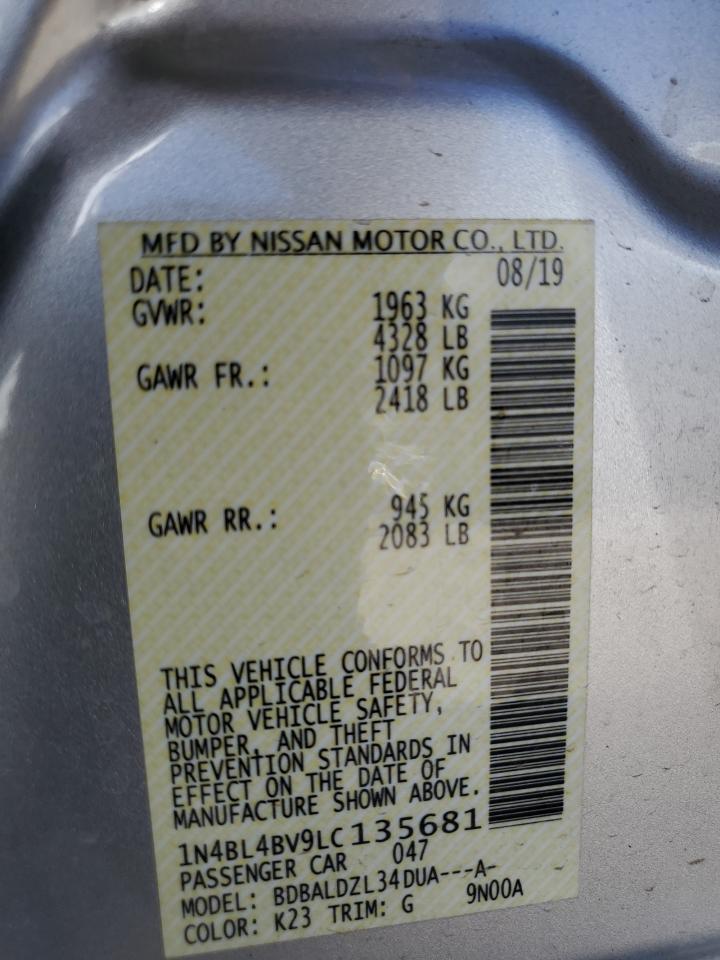 MFD BY NISSAN MOTOR CO., LTD.
DATE: 08/19
GVWR: 1963 KG
4328 LB
GAWR FR.: 1097 KG
2418 LB
GAWR RR.: 945 KG
2083 LB
THIS VEHICLE CONFORMS TO
ALL APPLICABLE FEDERAL
MOTOR VEHICLE SAFETY,
BUMPER, AND THEFT
PREVENTION STANDARDS IN
EFFECT ON THE DATE OF
MANUFACTURE SHOWN ABOVE.
1N4BL4BV9LC135681
PASSENGER CAR 047
MODEL: BDBALDZL34DUA---A-
COLOR: K23 TRIM: G 9N00A